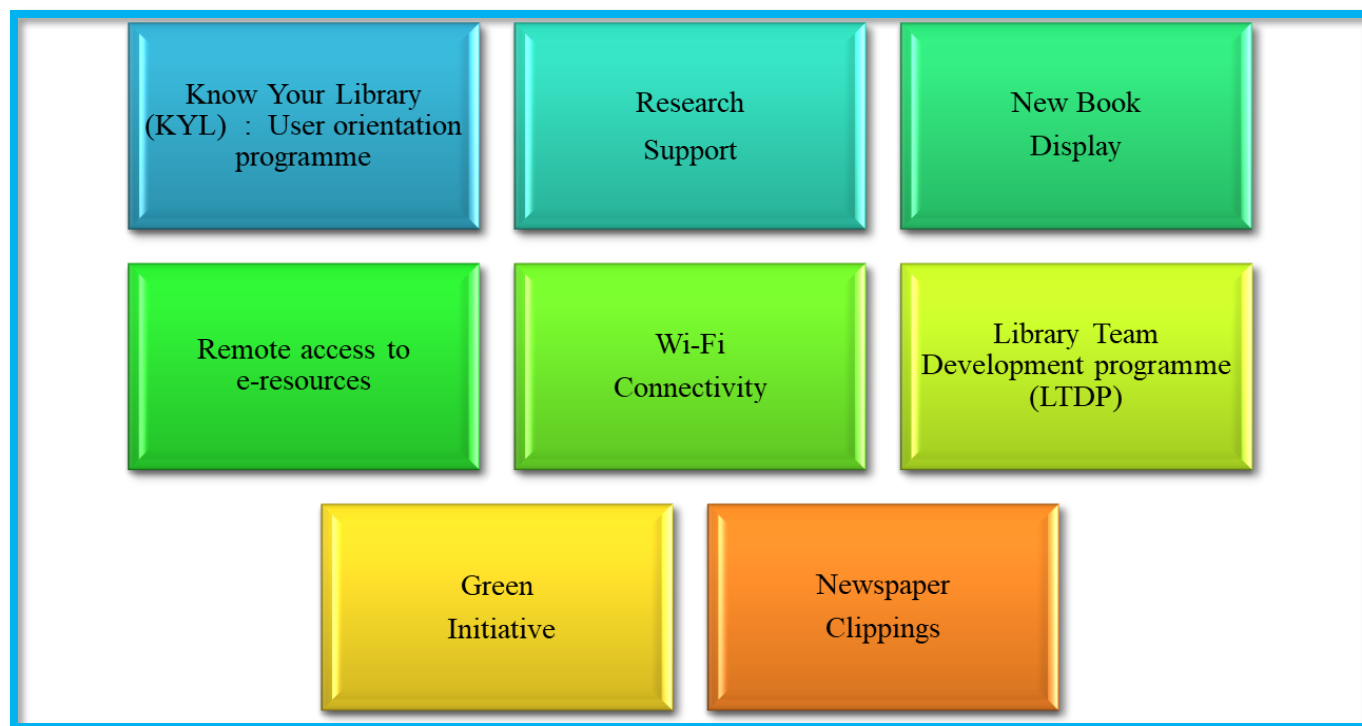 Know Your Library
(KYL) : User orientation
programme
Research
Support
New Book
Display
Remote access to
e-resources
Wi-Fi
Connectivity
Library Team
Development programme
(LTDP)
Green
Initiative
Newspaper
Clippings